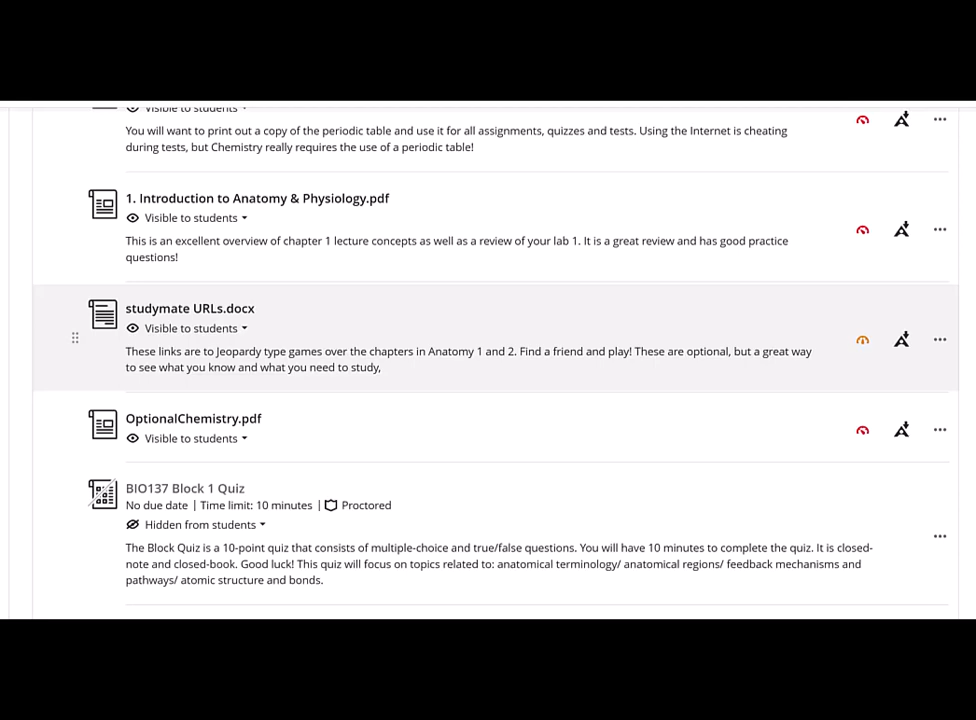 Visible to students
You will want to print out a copy of the periodic table and use it for all assignments, quizzes and tests. Using the Internet is cheating
during tests, but Chemistry really requires the use of a periodic table!
1. Introduction to Anatomy & Physiology.pdf
Visible to students
This is an excellent overview of chapter 1 lecture concepts as well as a review of your lab 1. It is a great review and has good practice
questions!
studymate URLs.docx
Visible to students
These links are to Jeopardy type games over the chapters in Anatomy 1 and 2. Find a friend and play! These are optional, but a great way
to see what you know and what you need to study,
OptionalChemistry.pdf
Visible to students
BIO137 Block 1 Quiz
No due date | Time limit: 10 minutes | Proctored
Hidden from students
The Block Quiz is a 10-point quiz that consists of multiple-choice and true/false questions. You will have 10 minutes to complete the quiz. It is closed-
note and closed-book. Good luck! This quiz will focus on topics related to: anatomical terminology/ anatomical regions/ feedback mechanisms and
pathways/ atomic structure and bonds.